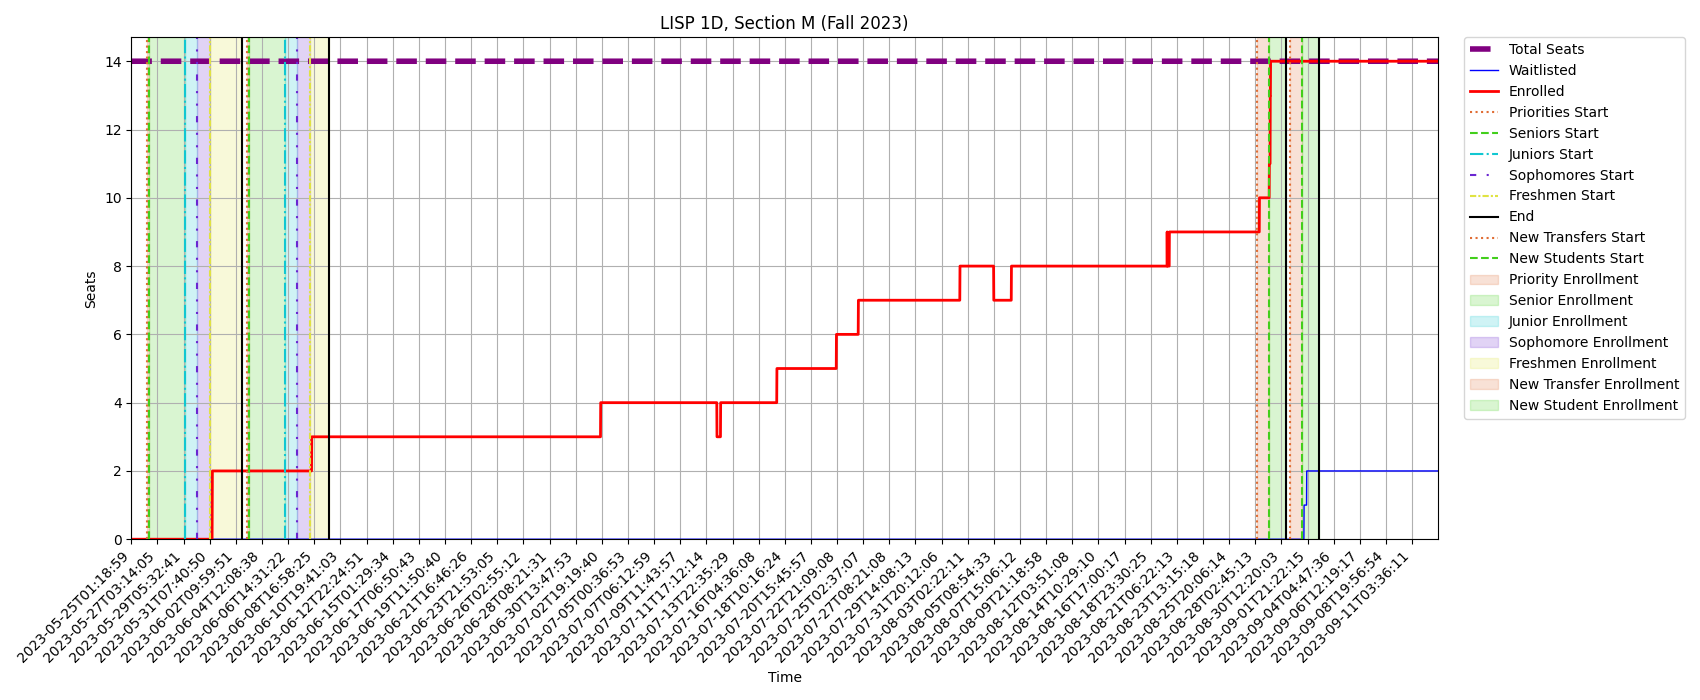 LISP 1D, Section M (Fall 2023)
Seats
14
12
10
8
6
4
2
0
2023-05-25T01:18:59
2023-05-27T03:14:05
2023-05-29T05:32:41
2023-05-31T07:40:50
2023-06-02T09:59:51
2023-06-04T12:08:38
2023-06-06T14:31:22
2023-06-08T16:58:25
2023-06-10T19:41:03
2023-06-12T22:24:51
2023-06-15T01:29:34
2023-06-17T06:50:43
2023-06-19T11:50:40
2023-06-21T16:46:26
2023-06-23T21:53:05
2023-06-26T02:55:12
2023-06-28T08:21:31
2023-06-30T13:47:53
2023-07-02T19:19:40
2023-07-05T00:36:53
2023-07-07T06:12:59
2023-07-09T11:43:57
2023-07-11T17:12:14
2023-07-13T22:35:29
2023-07-16T04:36:08
2023-07-18T10:16:24
2023-07-20T15:45:57
2023-07-22T21:09:08
2023-07-25T02:37:07
2023-07-27T08:21:08
2023-07-29T14:08:13
2023-07-31T20:12:06
2023-08-03T02:22:11
2023-08-05T08:54:33
2023-08-07T15:06:12
2023-08-09T21:18:58
2023-08-12T03:51:08
2023-08-14T10:29:10
2023-08-16T17:00:17
2023-08-18T23:30:25
2023-08-21T06:22:13
2023-08-23T13:15:18
2023-08-25T20:06:14
2023-08-28T02:45:13
2023-08-30T12:20:03
2023-09-01T21:22:15
2023-09-04T04:47:36
2023-09-06T12:19:17
2023-09-08T19:56:54
2023-09-11T03:36:11
Time
Total Seats
Waitlisted
Enrolled
Priorities Start
Seniors Start
Juniors Start
Sophomores Start
Freshmen Start
End
New Transfers Start
New Students Start
Priority Enrollment
Senior Enrollment
Junior Enrollment
Sophomore Enrollment
Freshmen Enrollment
New Transfer Enrollment
New Student Enrollment